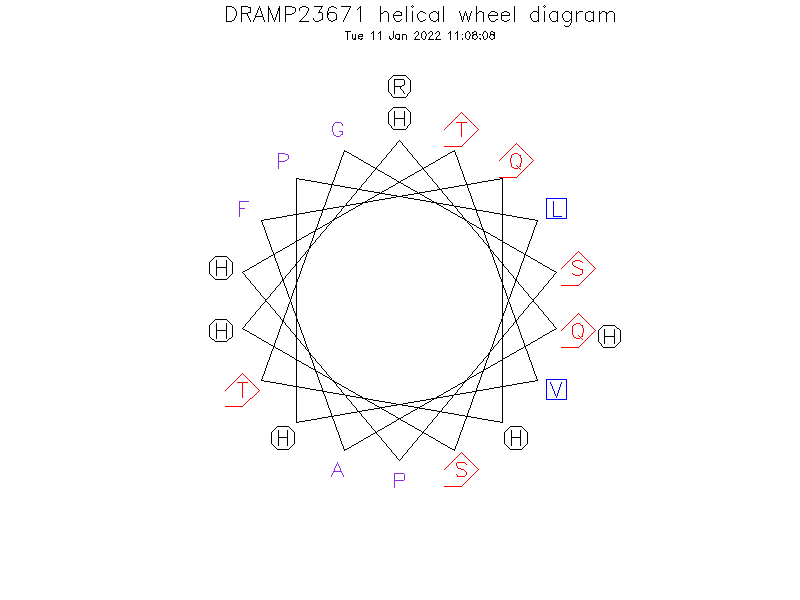 DRAMP23671 helical wheel diagram
Tue 11 Jan 2022 11:08:08
R
H
G T
P Q
F L
H S
H Q H
T V
H H
A P S